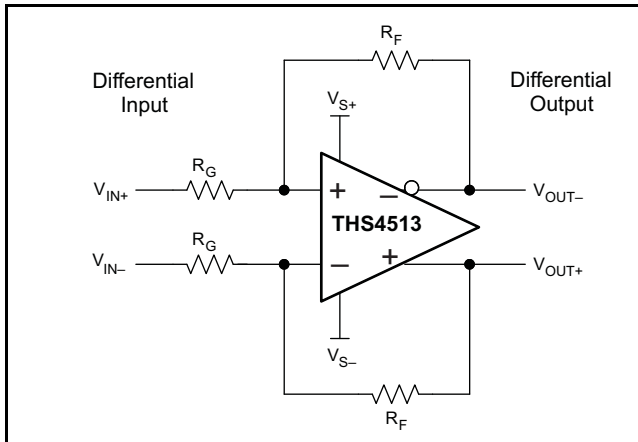 R_F
Differential
Input
Differential
Output
V_S+
R_G
V_IN+
+
−
V_OUT−
THS4513
R_G
V_IN−
−
+
V_OUT+
V_S−
R_F